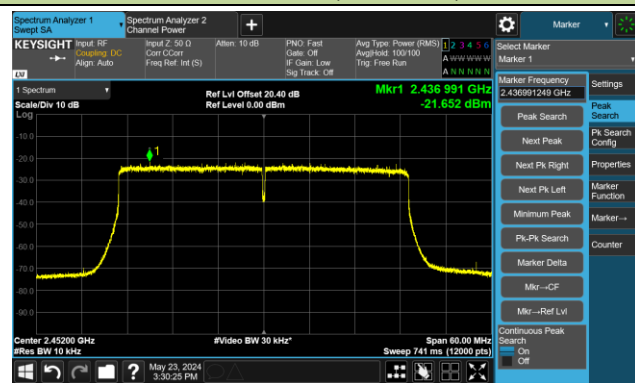 Spectrum Analyzer 1
Swept SA
Spectrum Analyzer 2
Channel Power
Marker
KEYSIGHT
Input: RF
Coupling: DC
Align: Auto
Input Z: 50 Ω
Corr CCorr
Freq Ref: Int (S)
Atten: 10 dB
PNO: Fast
Gate: Off
IF Gain: Low
Sig Track: Off
Avg Type: Power (RMS)
Avg|Hold: 100/100
Trig: Free Run
1 2 3 4 5 6
A W W W W W
A N N N N N
Select Marker
Marker 1
LVI
1 Spectrum
Scale/Div 10 dB
Ref Lvl Offset 20.40 dB
Ref Level 0.00 dBm
Mkr1 2.436 991 GHz
-21.652 dBm
Log
-10.0
-20.0
-30.0
-40.0
-50.0
-60.0
-70.0
-80.0
-90.0
1
Center 2.45200 GHz
#Res BW 10 kHz
#Video BW 30 kHz*
Span 60.00 MHz
Sweep 741 ms (12000 pts)
Marker Frequency
2.436991249 GHz
Peak Search
Next Peak
Next Pk Right
Next Pk Left
Minimum Peak
Pk-Pk Search
Marker Delta
Mkr→CF
Mkr→Ref Lvl
Continuous Peak
Search
On
Off
Settings
Peak
Search
Pk Search
Config
Properties
Marker
Function
Marker→
Counter
May 23, 2024
3:30:25 PM